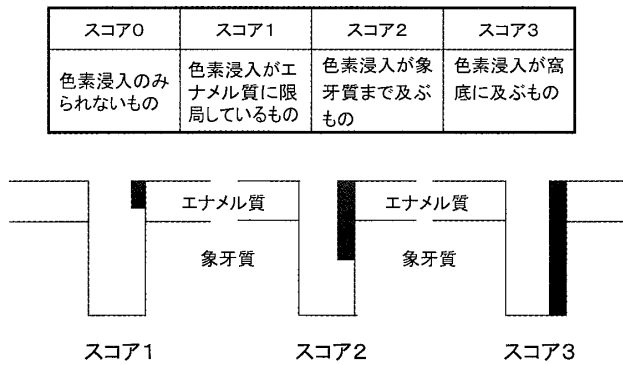 スコア0 スコア1 スコア2 スコア3
色素浸入のみ
られないもの
色素浸入がエ
ナメル質に限
局しているもの
色素浸入が象
牙質まで及ぶ
もの
色素浸入が窩
底に及ぶもの
エナメル質 エナメル質
象牙質 象牙質
スコア1 スコア2 スコア3